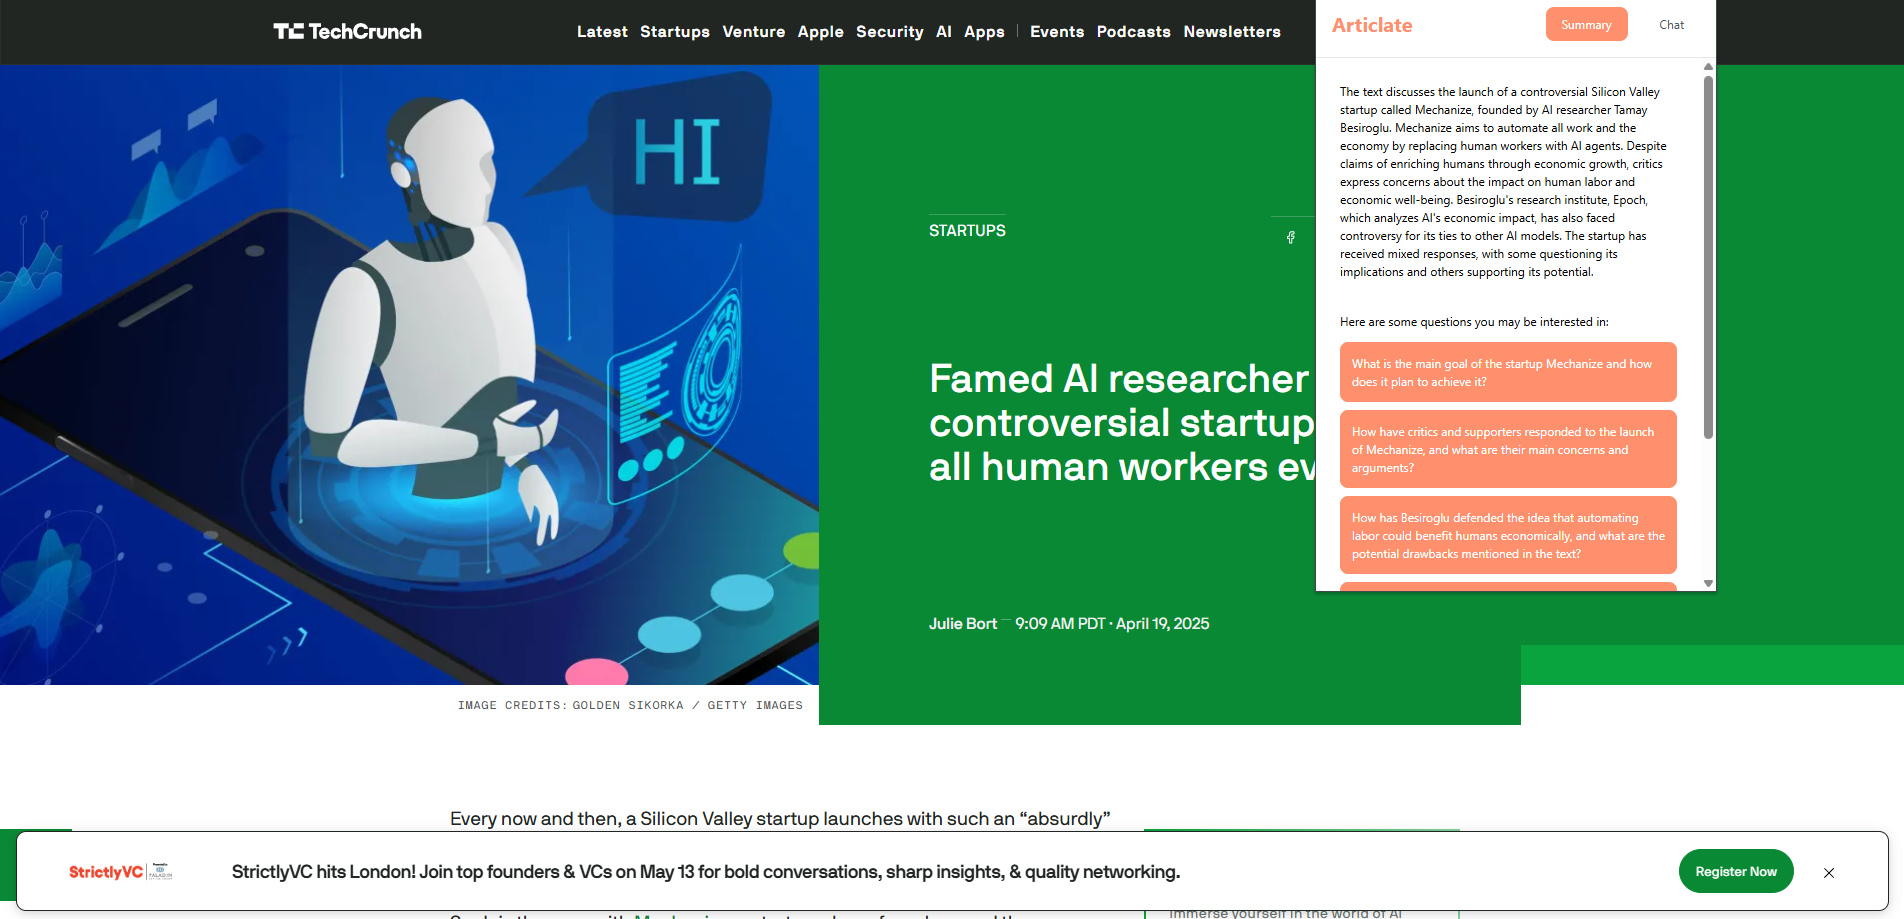 TechCrunch
Latest Startups Venture Apple Security AI Apps Events Podcasts Newsletters
HI
STARTUPS
Famed AI researcher
controversial startup
all human workers ev
Julie Bort — 9:09 AM PDT · April 19, 2025
IMAGE CREDITS: GOLDEN SIKORKA / GETTY IMAGES
Articlate
Summary
Chat
The text discusses the launch of a controversial Silicon Valley
startup called Mechanize, founded by AI researcher Tamay
Besiroglu. Mechanize aims to automate all work and the
economy by replacing human workers with AI agents. Despite
claims of enriching humans through economic growth, critics
express concerns about the impact on human labor and
economic well-being. Besiroglu's research institute, Epoch,
which analyzes AI's economic impact, has also faced
controversy for its ties to other AI models. The startup has
received mixed responses, with some questioning its
implications and others supporting its potential.
Here are some questions you may be interested in:
What is the main goal of the startup Mechanize and how
does it plan to achieve it?
How have critics and supporters responded to the launch
of Mechanize, and what are their main concerns and
arguments?
How has Besiroglu defended the idea that automating
labor could benefit humans economically, and what are the
potential drawbacks mentioned in the text?
Every now and then, a Silicon Valley startup launches with such an “absurdly”
StrictlyVC
StrictlyVC hits London! Join top founders & VCs on May 13 for bold conversations, sharp insights, & quality networking.
Register Now
Immerse yourself in the world of AI